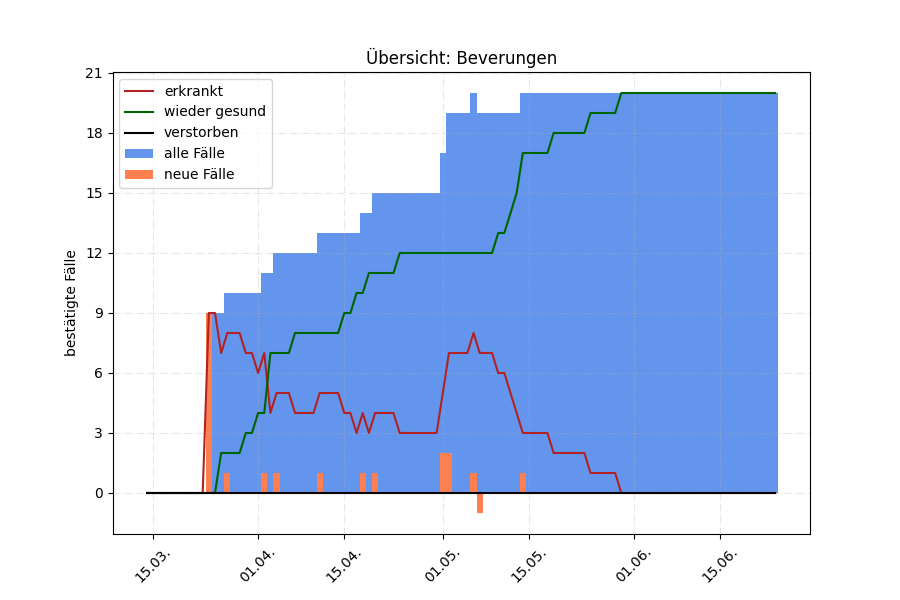 Übersicht: Beverungen
erkrankt
wieder gesund
verstorben
alle Fälle
neue Fälle
bestätigte Fälle
21
18
15
12
9
6
3
0
15.03.
01.04.
15.04.
01.05.
15.05.
01.06.
15.06.